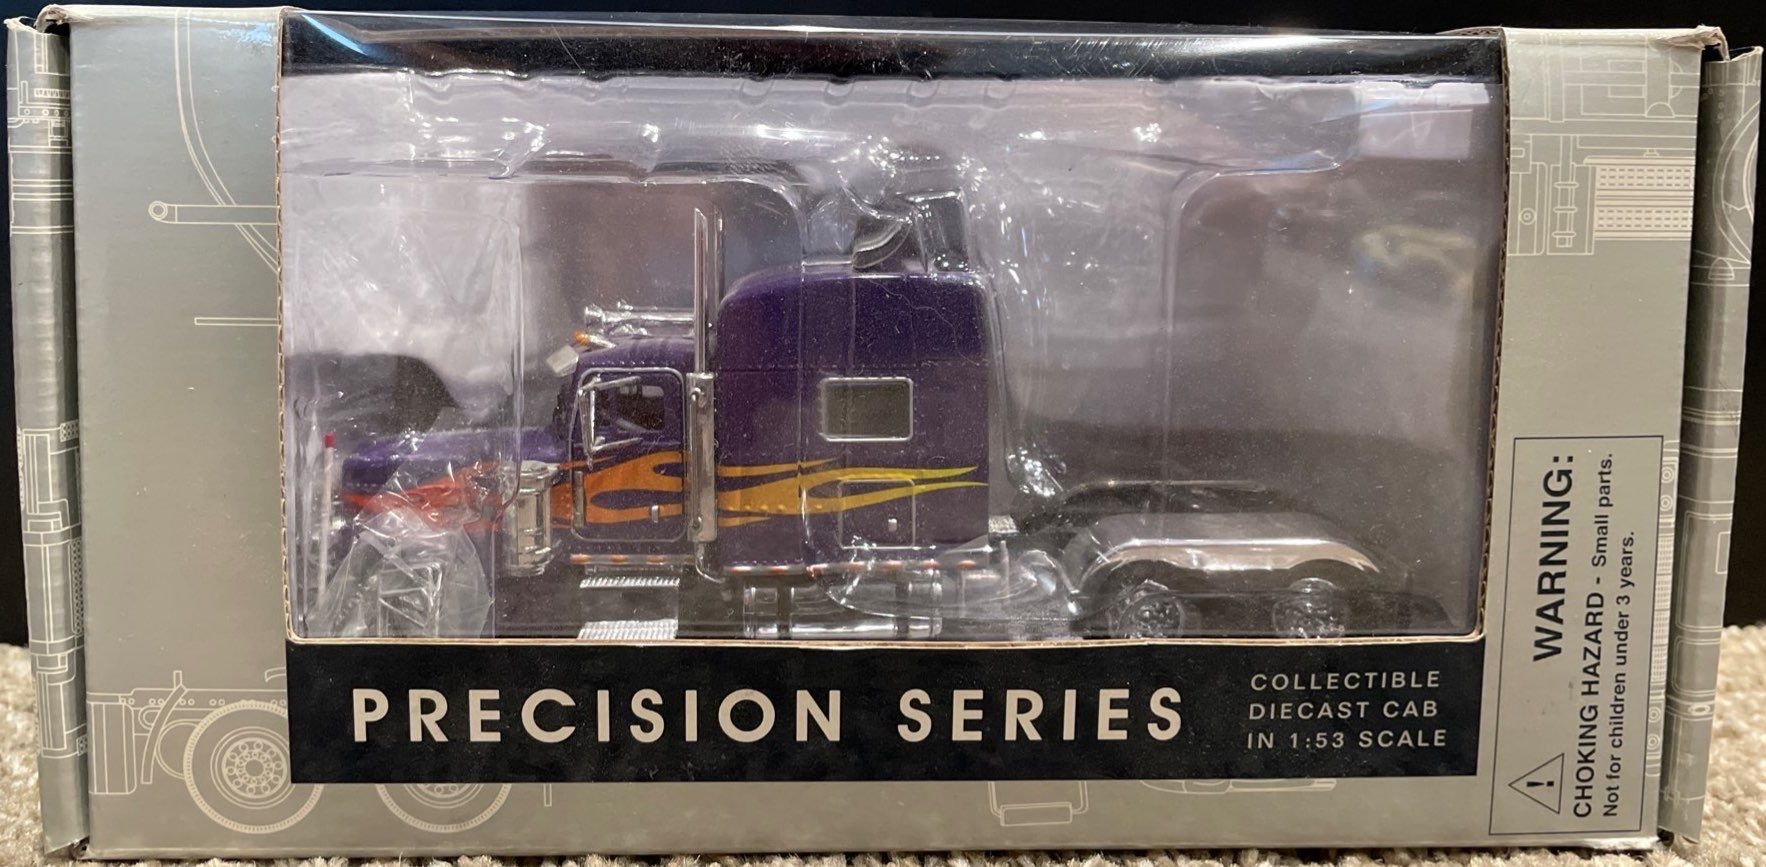 PRECISION SERIES
COLLECTIBLE
DIECAST CAB
IN 1:53 SCALE
WARNING:
CHOKING HAZARD - Small parts.
Not for children under 3 years.